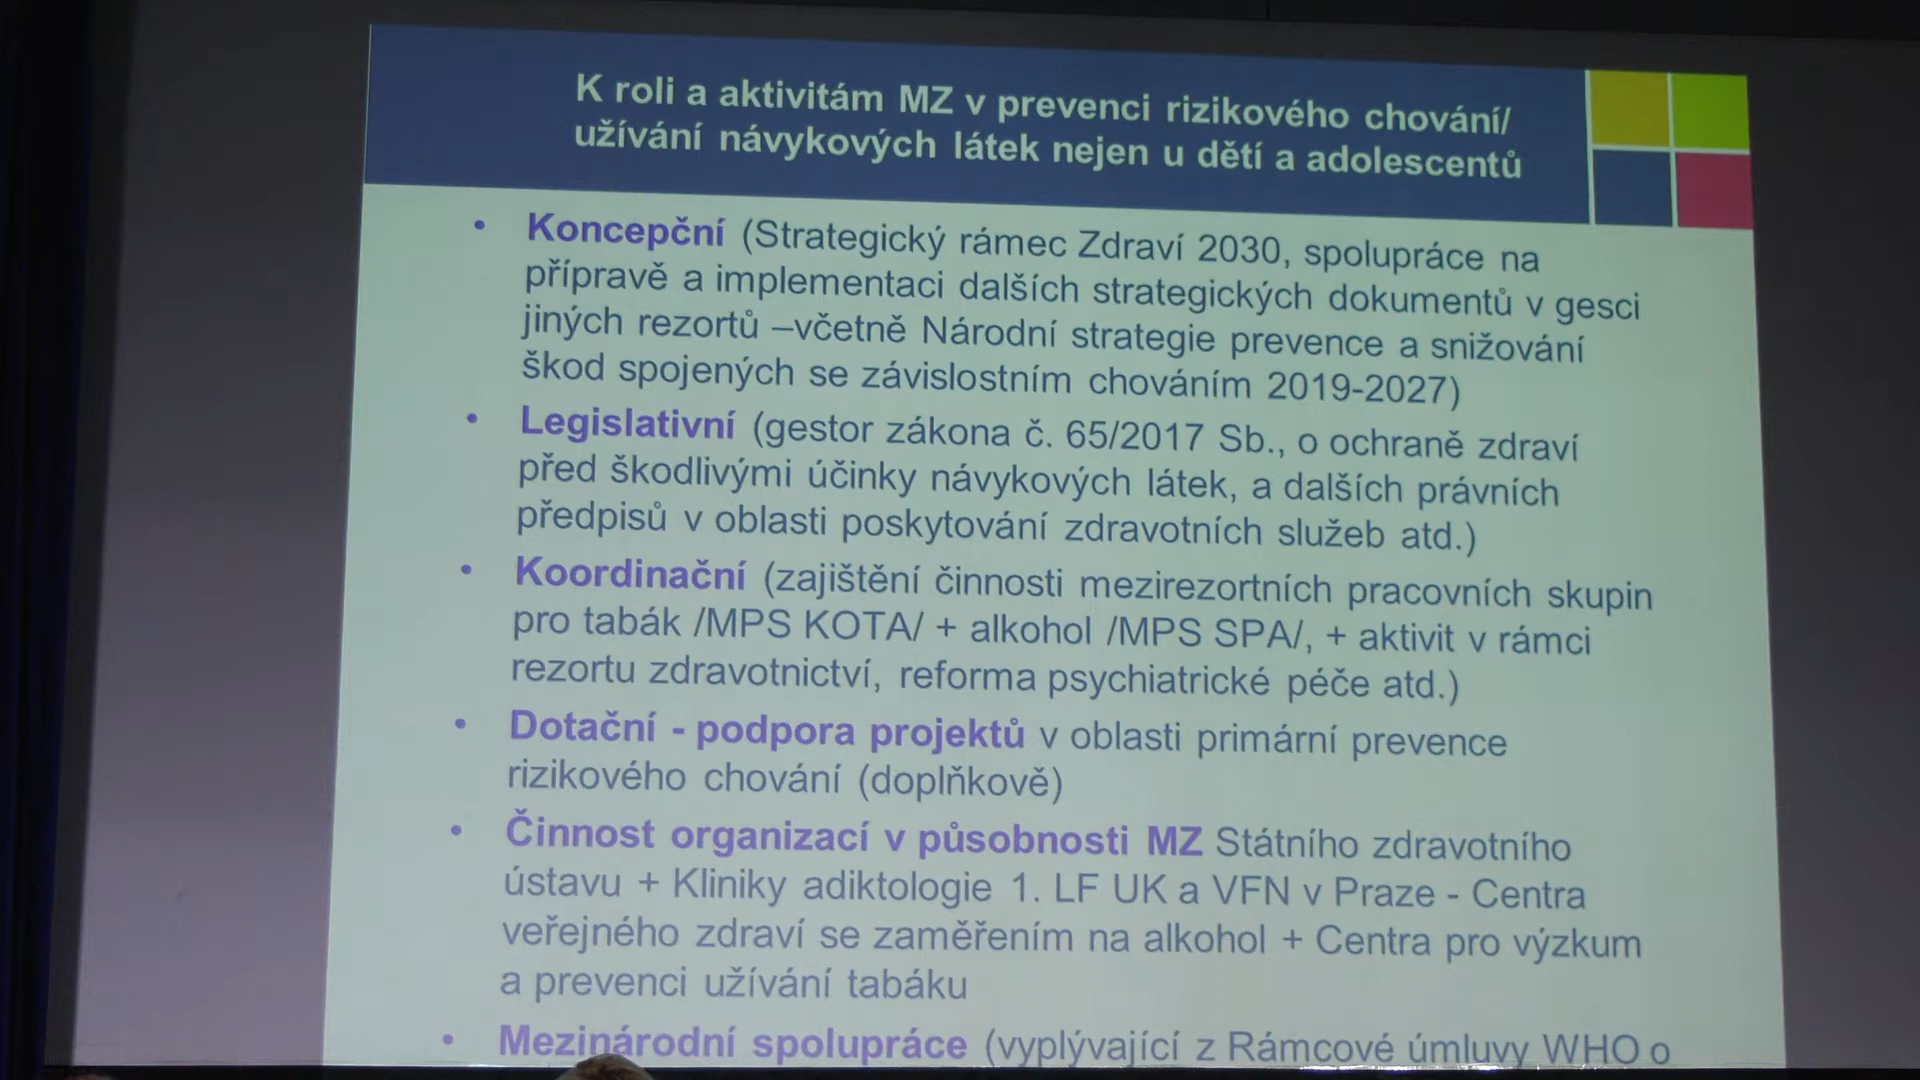 K roli a aktivitám MZ v prevenci rizikového chování/
užívání návykových látek nejen u dětí a adolescentů
• Koncepční (Strategický rámec Zdraví 2030, spolupráce na
přípravě a implementaci dalších strategických dokumentů v gesci
jiných rezortů –včetně Národní strategie prevence a snižování
škod spojených se závislostním chováním 2019-2027)
• Legislativní (gestor zákona č. 65/2017 Sb., o ochraně zdraví
před škodlivými účinky návykových látek, a dalších právních
předpisů v oblasti poskytování zdravotních služeb atd.)
• Koordinační (zajištění činnosti mezirezortních pracovních skupin
pro tabák /MPS KOTA/ + alkohol /MPS SPA/, + aktivit v rámci
rezortu zdravotnictví, reforma psychiatrické péče atd.)
• Dotační - podpora projektů v oblasti primární prevence
rizikového chování (doplňkově)
• Činnost organizací v působnosti MZ Státního zdravotního
ústavu + Kliniky adiktologie 1. LF UK a VFN v Praze - Centra
veřejného zdraví se zaměřením na alkohol + Centra pro výzkum
a prevenci užívání tabáku
• Mezinárodní spolupráce (vyplývající z Rámcové úmluvy WHO o